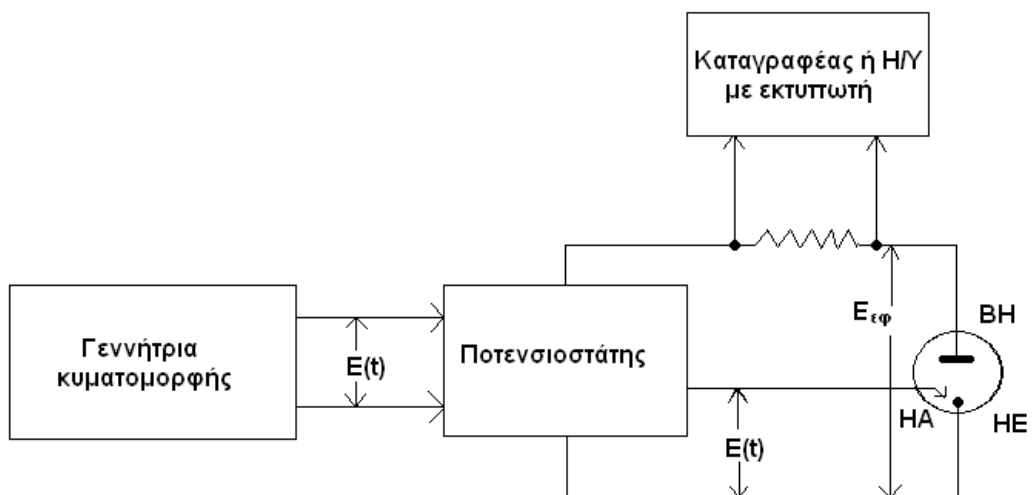 Καταγραφέας ή Η/Υ
με εκτυπωτή
Γεννήτρια
κυματομορφής
E(t)
Ποτενσιοστάτης
Eεφ
ΒΗ
ΗΑ
ΗΕ
E(t)